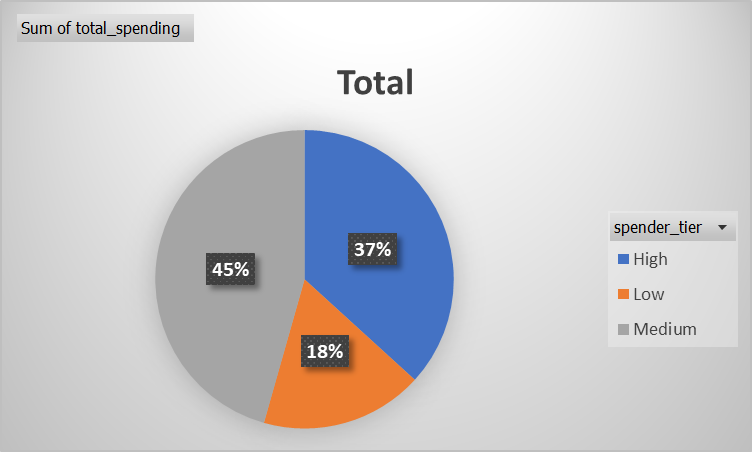 Sum of total_spending
Total
37%
45%
18%
spender_tier
High
Low
Medium